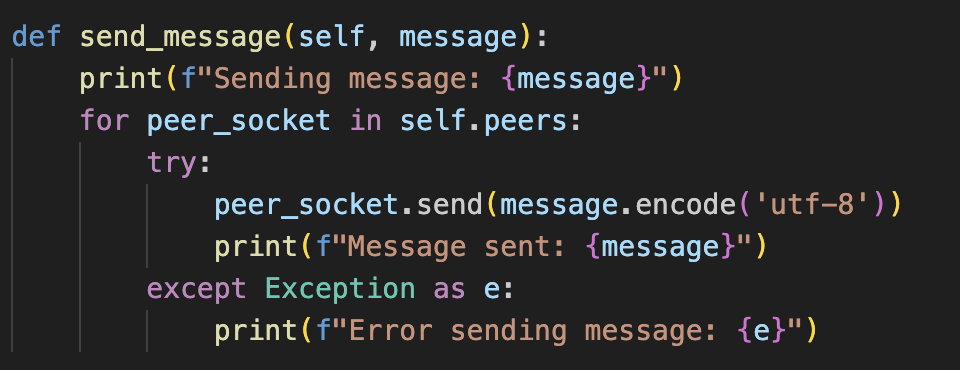 def send_message(self, message):
    print(f"Sending message: {message}")
    for peer_socket in self.peers:
        try:
            peer_socket.send(message.encode('utf-8'))
            print(f"Message sent: {message}")
        except Exception as e:
            print(f"Error sending message: {e}")